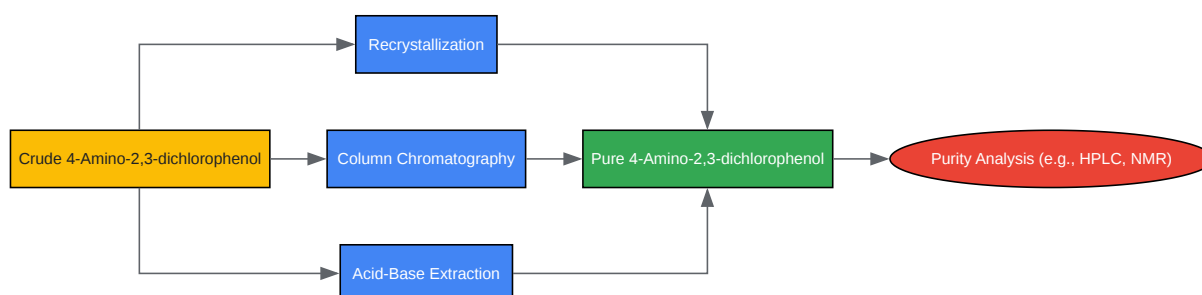 Recrystallization
Crude 4-Amino-2,3-dichlorophenol
Column Chromatography
Pure 4-Amino-2,3-dichlorophenol
Purity Analysis (e.g., HPLC, NMR)
Acid-Base Extraction